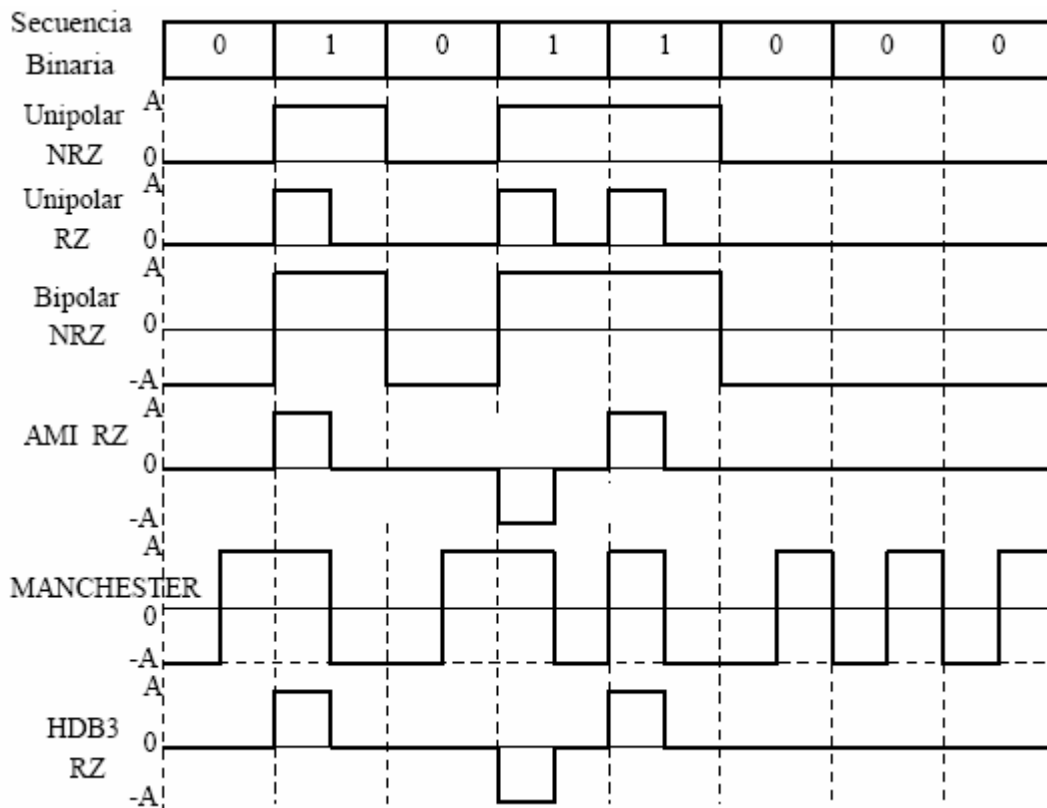 Secuencia
Binaria
0 1 0 1 1 0 0 0
Unipolar
NRZ
A
0
Unipolar
RZ
A
0
Bipolar
NRZ
A
0
-A
AMI RZ
A
0
-A
MANCHESTER
A
0
-A
HDB3
RZ
A
0
-A